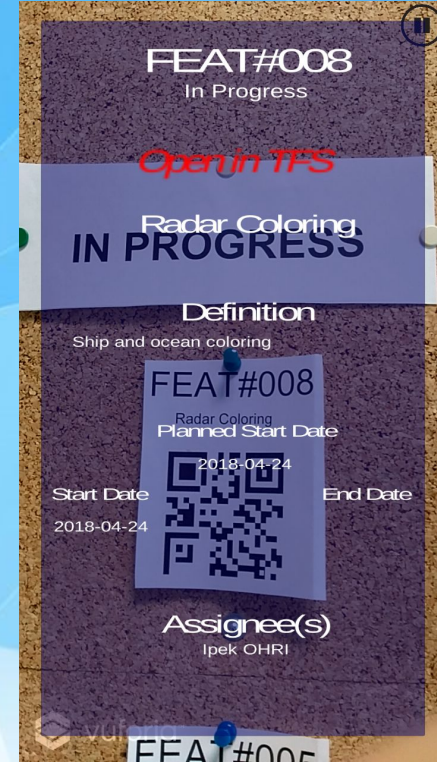 FEAT#008
In Progress
Open in TFS
Radar Coloring
IN PROGRESS
Definition
Ship and ocean coloring
FEAT#008
Radar Coloring
Planned Start Date
2018-04-24
Start Date
End Date
2018-04-24
Assignee(s)
Ipek OHRI
vuforia
FEAT#005